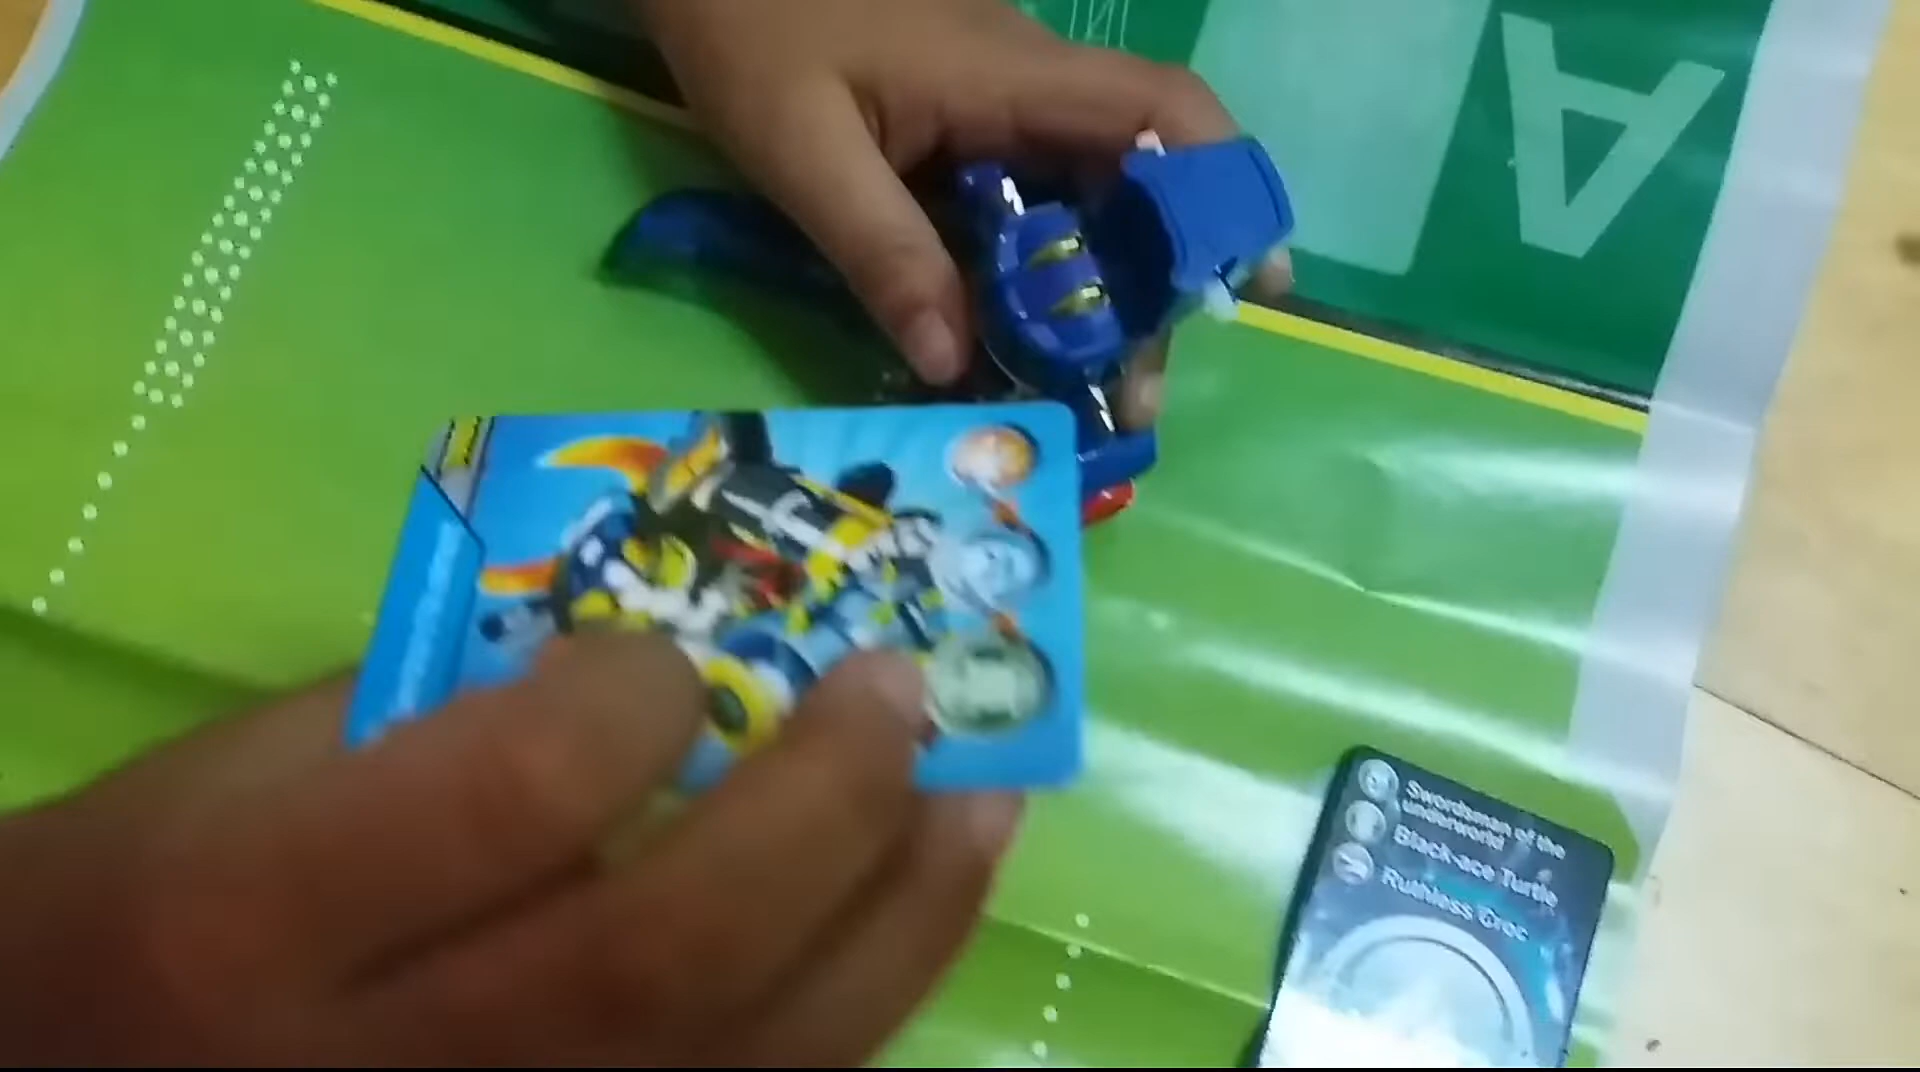 A
Swordsman of the
underworld
Black-ace Turtle
Ruthless Croc